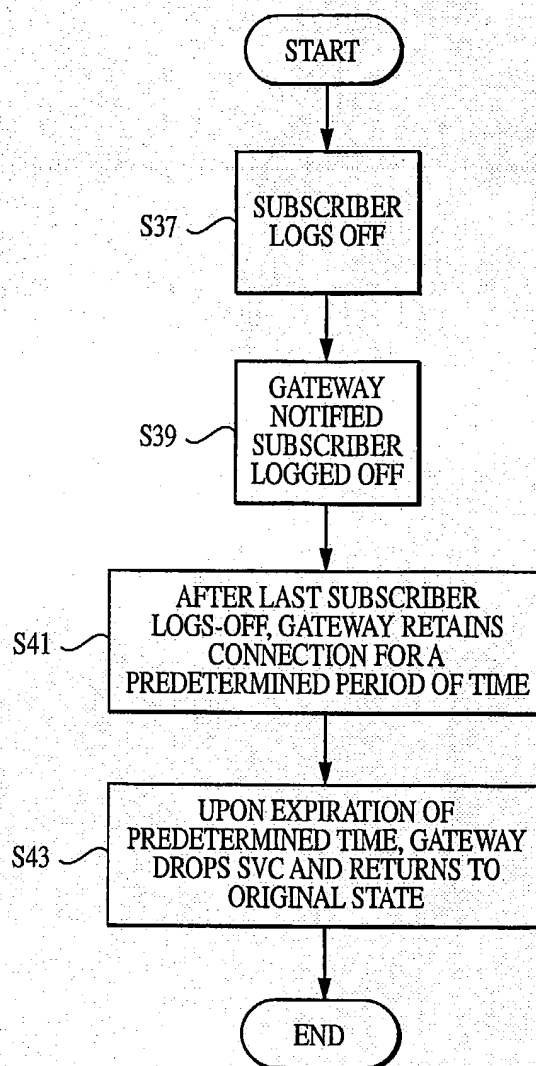 START
S37
SUBSCRIBER
LOGS OFF
S39
GATEWAY
NOTIFIED
SUBSCRIBER
LOGGED OFF
S41
AFTER LAST SUBSCRIBER
LOGS-OFF, GATEWAY RETAINS
CONNECTION FOR A
PREDETERMINED PERIOD OF TIME
S43
UPON EXPIRATION OF
PREDETERMINED TIME, GATEWAY
DROPS SVC AND RETURNS TO
ORIGINAL STATE
END